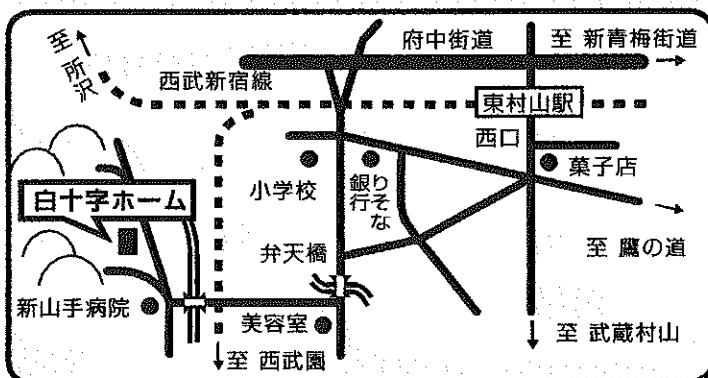 至 所沢
府中街道
至 新青梅街道
西武新宿線
東村山駅
西口
菓子店
小学校
りそな
銀行
白十字ホーム
弁天橋
至 鷹の道
新山手病院
美容室
至 西武園
至 武蔵村山